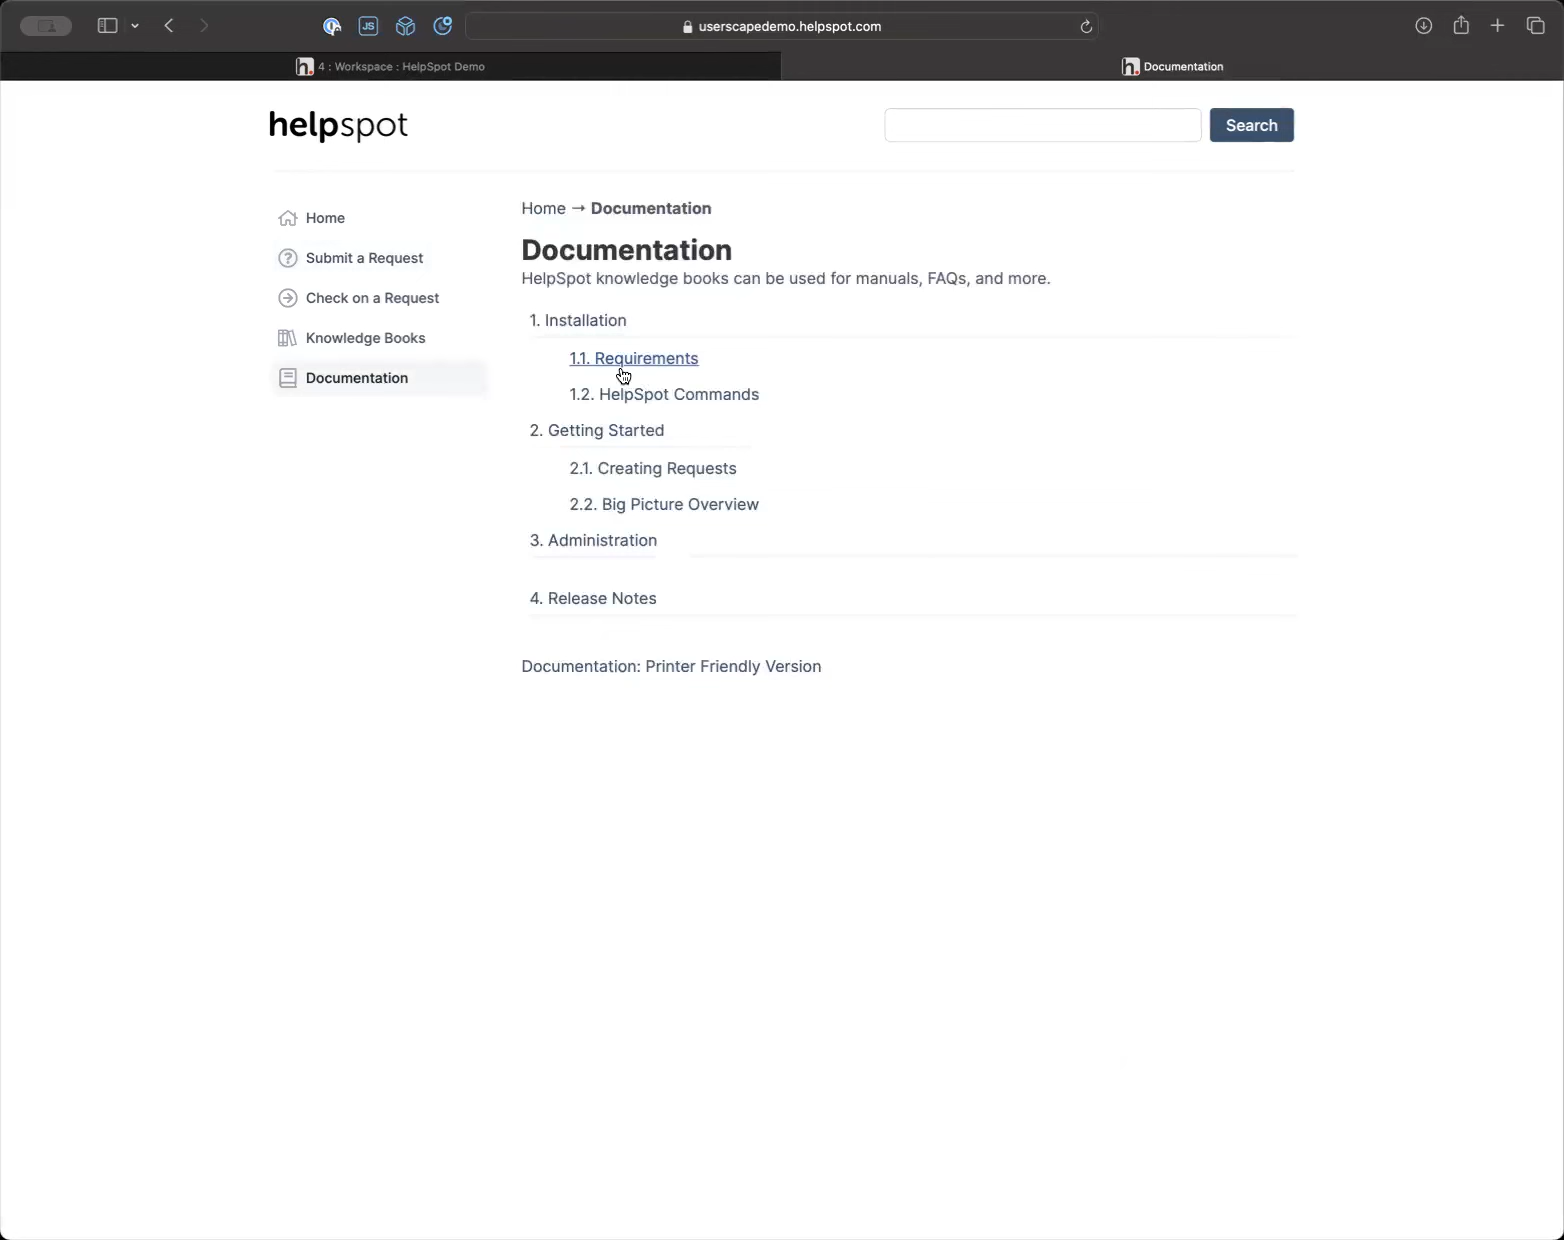 JS
userscapedemo.helpspot.com
4 : Workspace : HelpSpot Demo
Documentation
helpspot
Search
Home
Submit a Request
Check on a Request
Knowledge Books
Documentation
Home → Documentation
Documentation
HelpSpot knowledge books can be used for manuals, FAQs, and more.
1. Installation
1.1. Requirements
1.2. HelpSpot Commands
2. Getting Started
2.1. Creating Requests
2.2. Big Picture Overview
3. Administration
4. Release Notes
Documentation: Printer Friendly Version